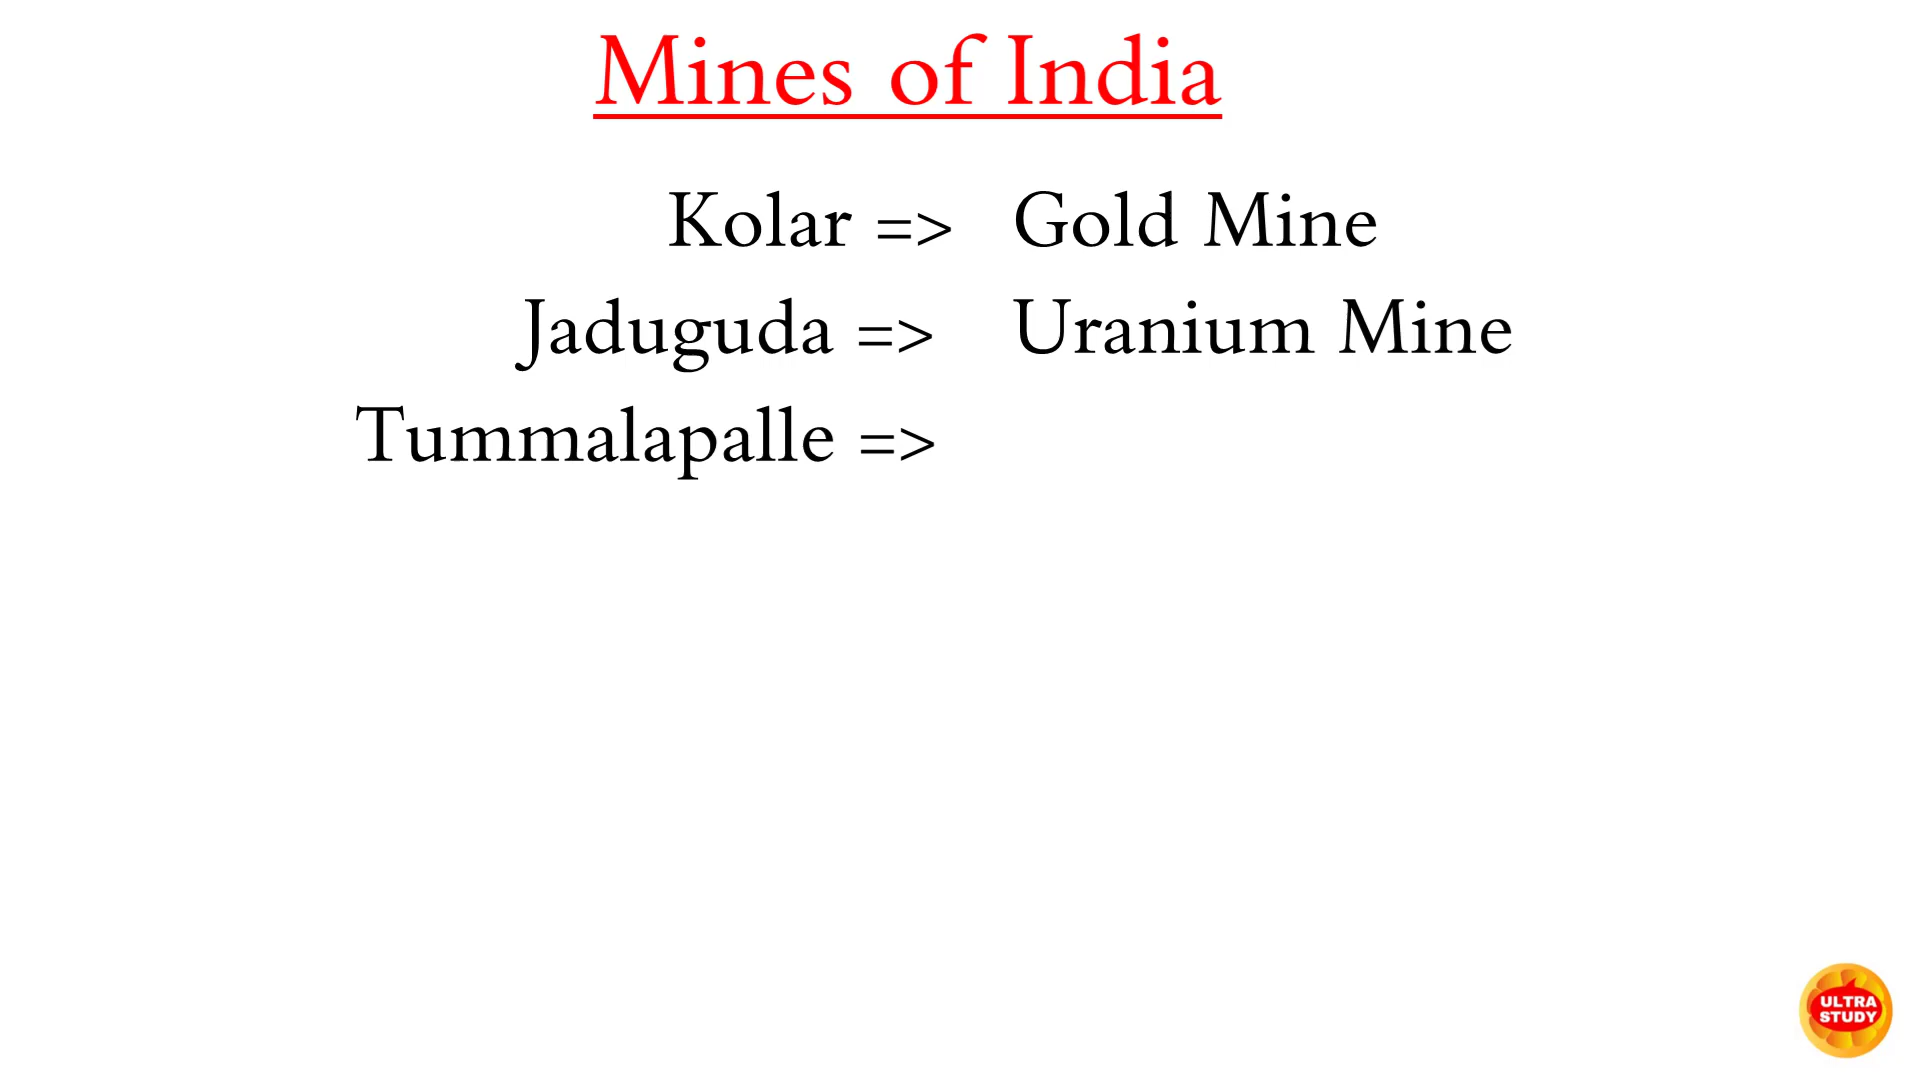 Mines of India
Kolar => Gold Mine
Jaduguda => Uranium Mine
Tummalapalle =>
ULTRA
STUDY